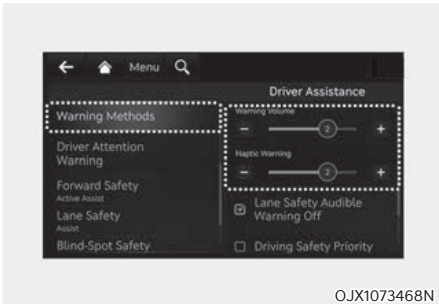 Menu
Driver Assistance
Warning Methods
Driver Attention
Warning
Forward Safety
Active Assist
Lane Safety
Assist
Blind-Spot Safety
Warning Volume
- 2 +
Haptic Warning
- 2 +
Lane Safety Audible
Warning Off
Driving Safety Priority
OJX1073468N